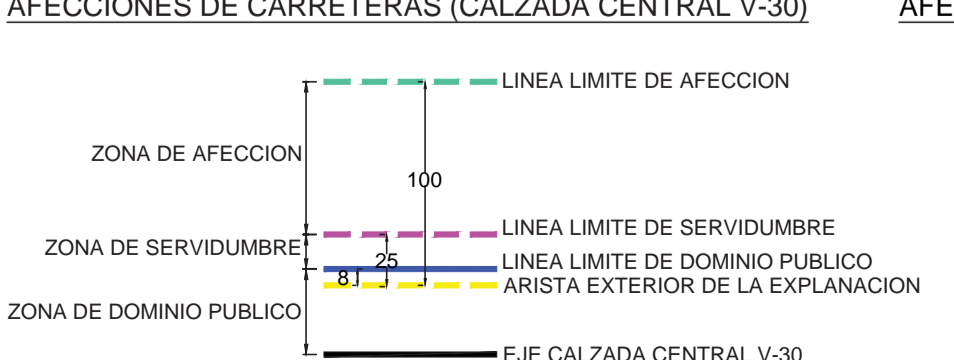 AFECCIONES DE CARRETERAS (CALZADA CENTRAL V-30)
AFE
LINEA LIMITE DE AFECCION
ZONA DE AFECCION
100
LINEA LIMITE DE SERVIDUMBRE
ZONA DE SERVIDUMBRE
25
LINEA LIMITE DE DOMINIO PUBLICO
8
ARISTA EXTERIOR DE LA EXPLANACION
ZONA DE DOMINIO PUBLICO
EJE CALZADA CENTRAL V-30